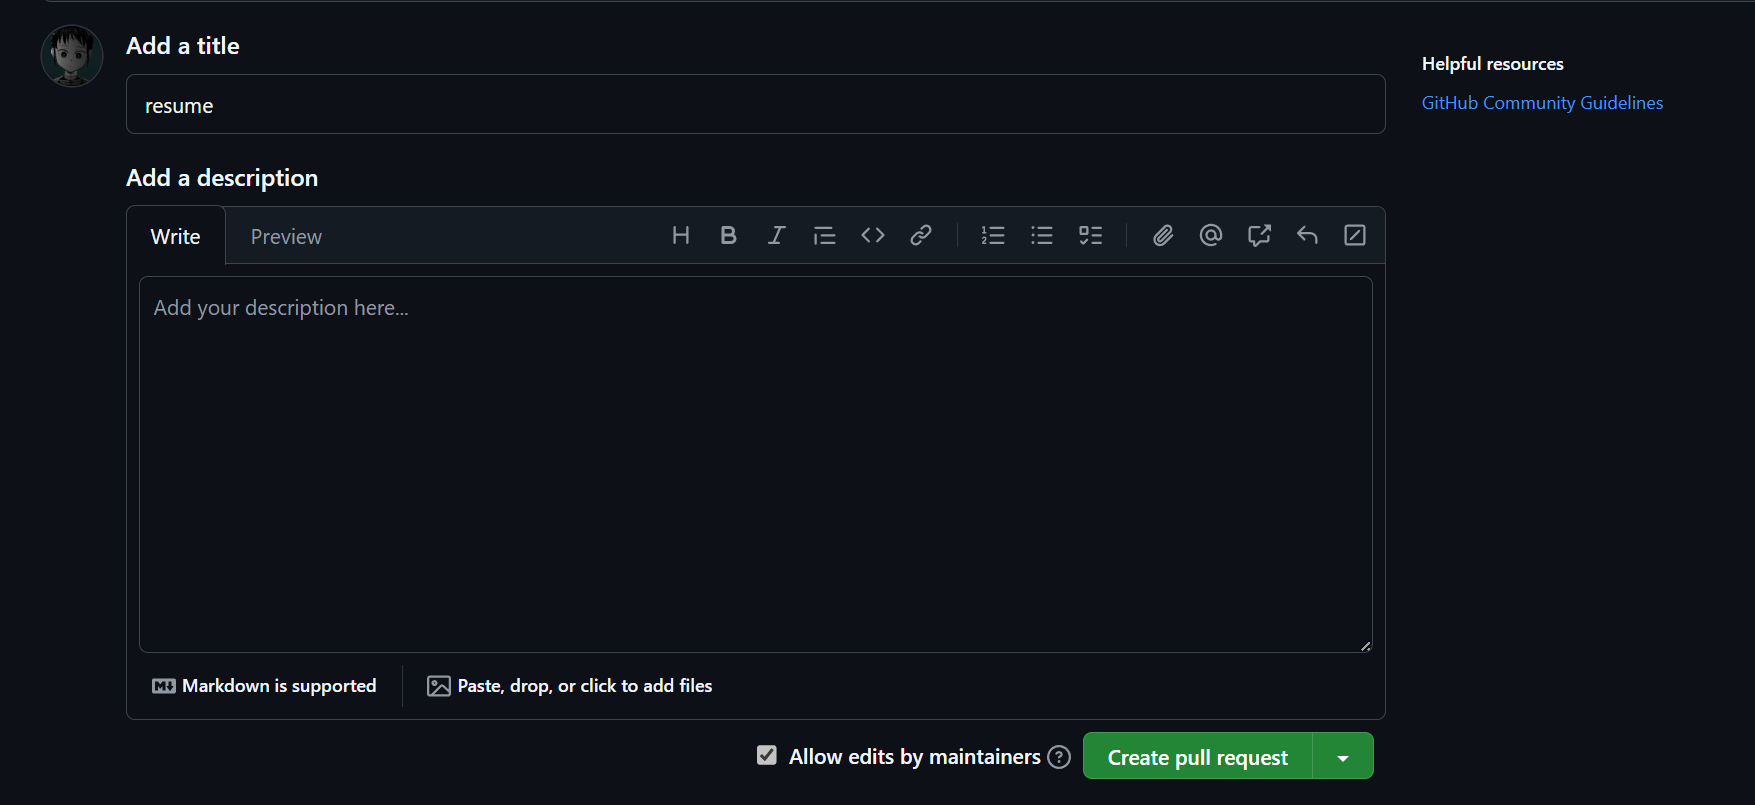 Add a title
Helpful resources
resume
GitHub Community Guidelines
Add a description
Write Preview
Add your description here...
Markdown is supported Paste, drop, or click to add files
Allow edits by maintainers Create pull request